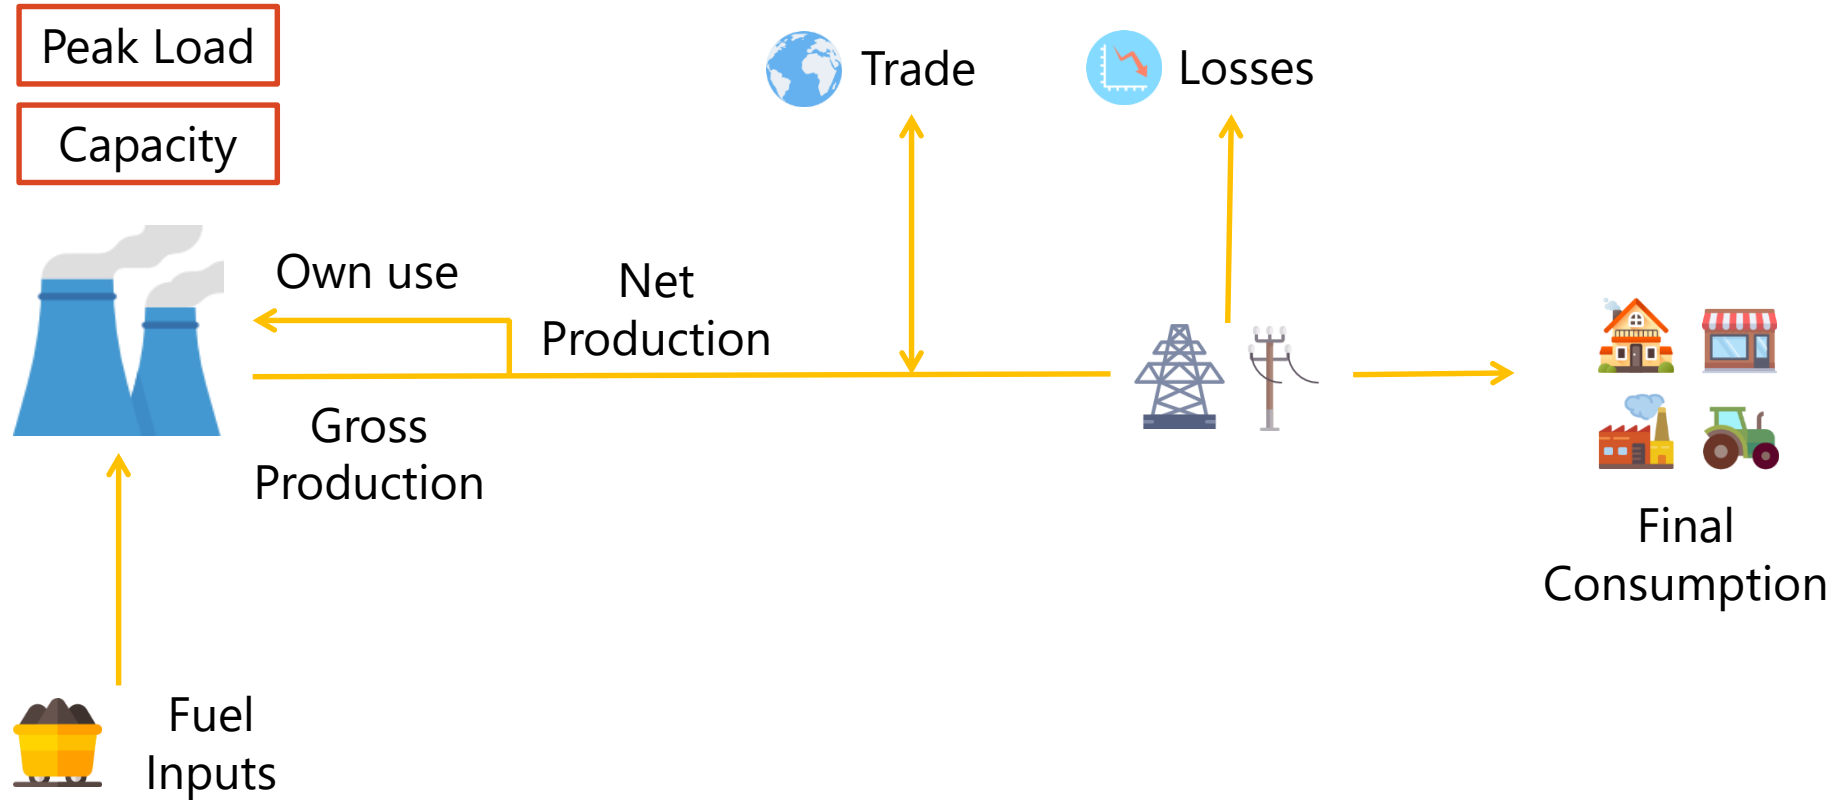 Peak Load
Capacity
Trade
Losses
Own use
Net
Production
Gross
Production
Final
Consumption
Fuel
Inputs